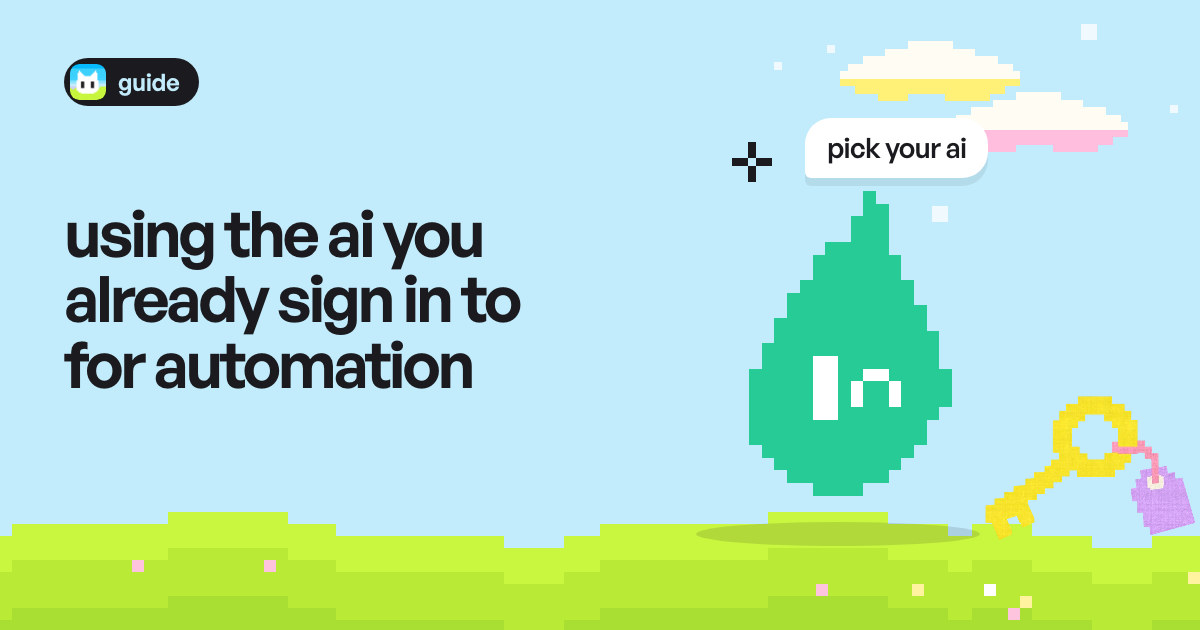 guide
pick your ai
using the ai you
already sign in to
for automation